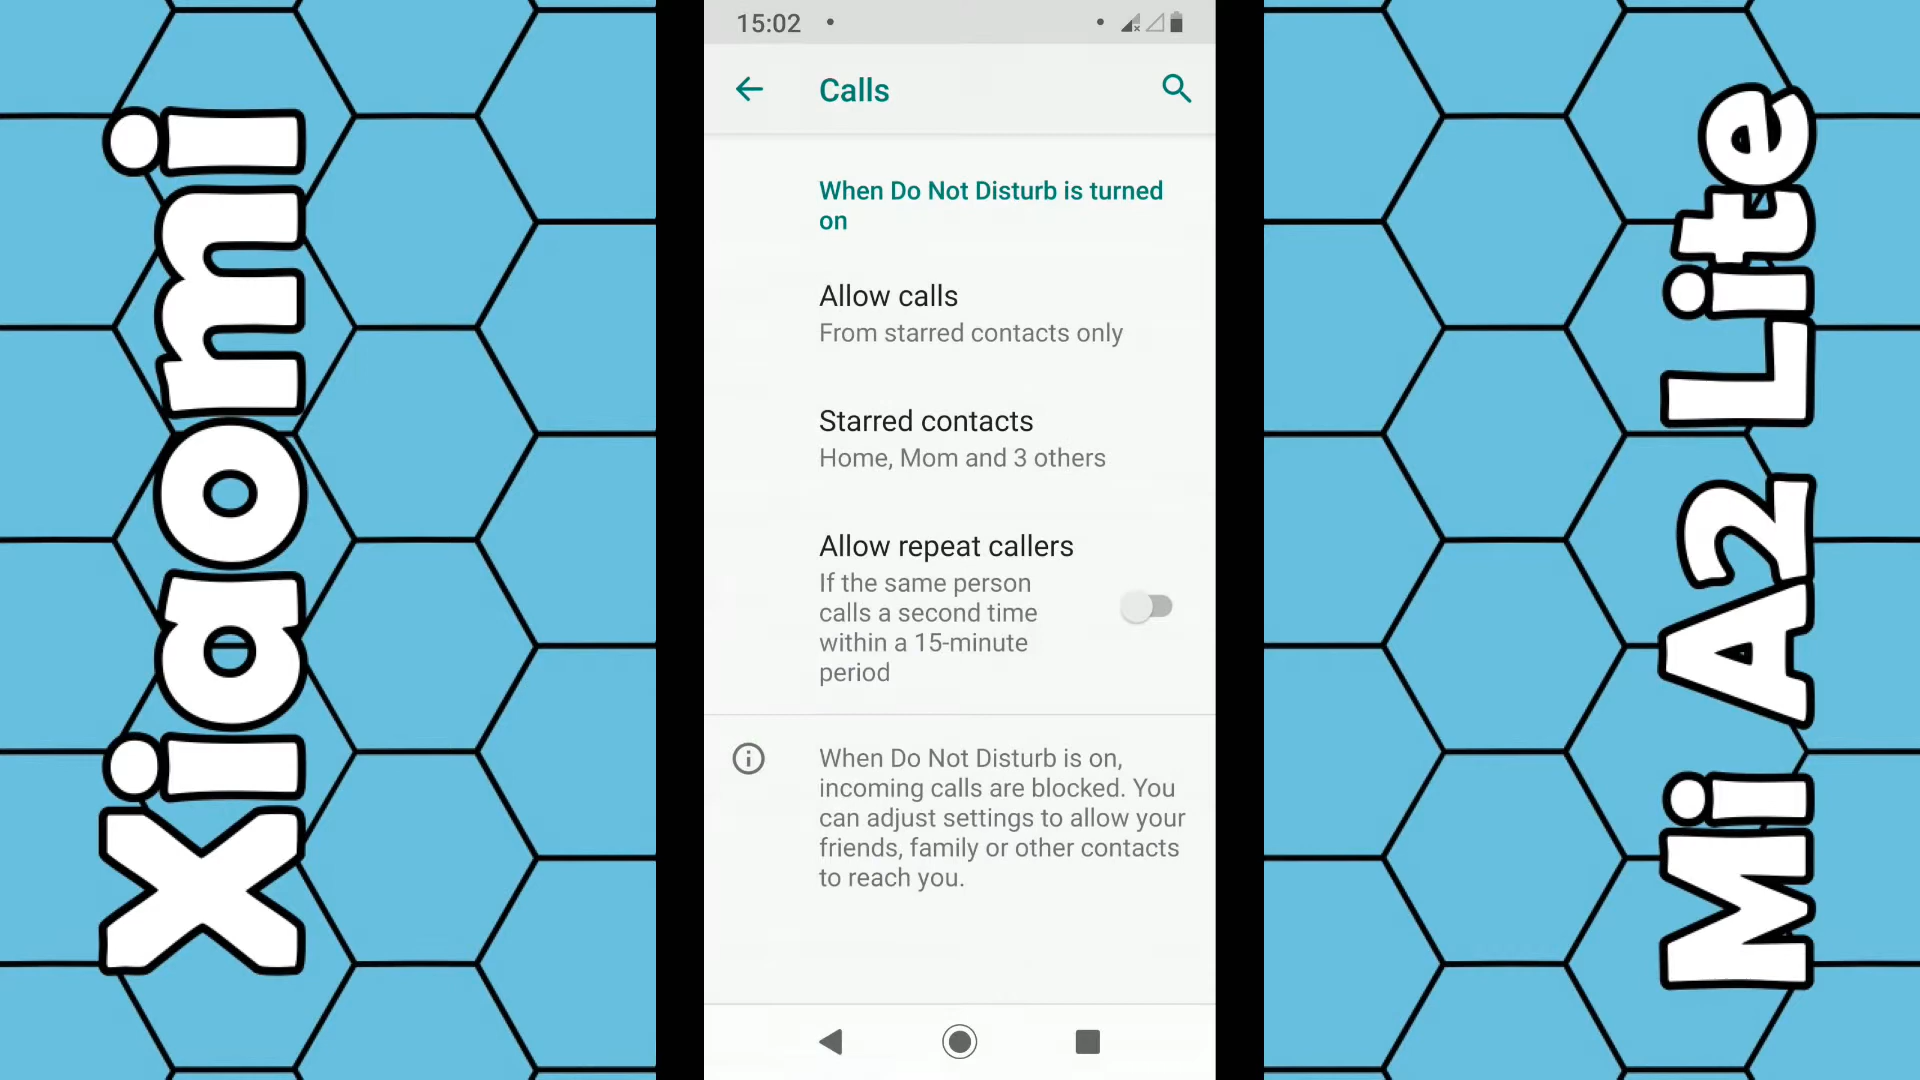 Xiaomi
15:02
Calls
When Do Not Disturb is turned
on
Allow calls
From starred contacts only
Starred contacts
Home, Mom and 3 others
Allow repeat callers
If the same person
calls a second time
within a 15-minute
period
When Do Not Disturb is on,
incoming calls are blocked. You
can adjust settings to allow your
friends, family or other contacts
to reach you.
Mi A2 Lite